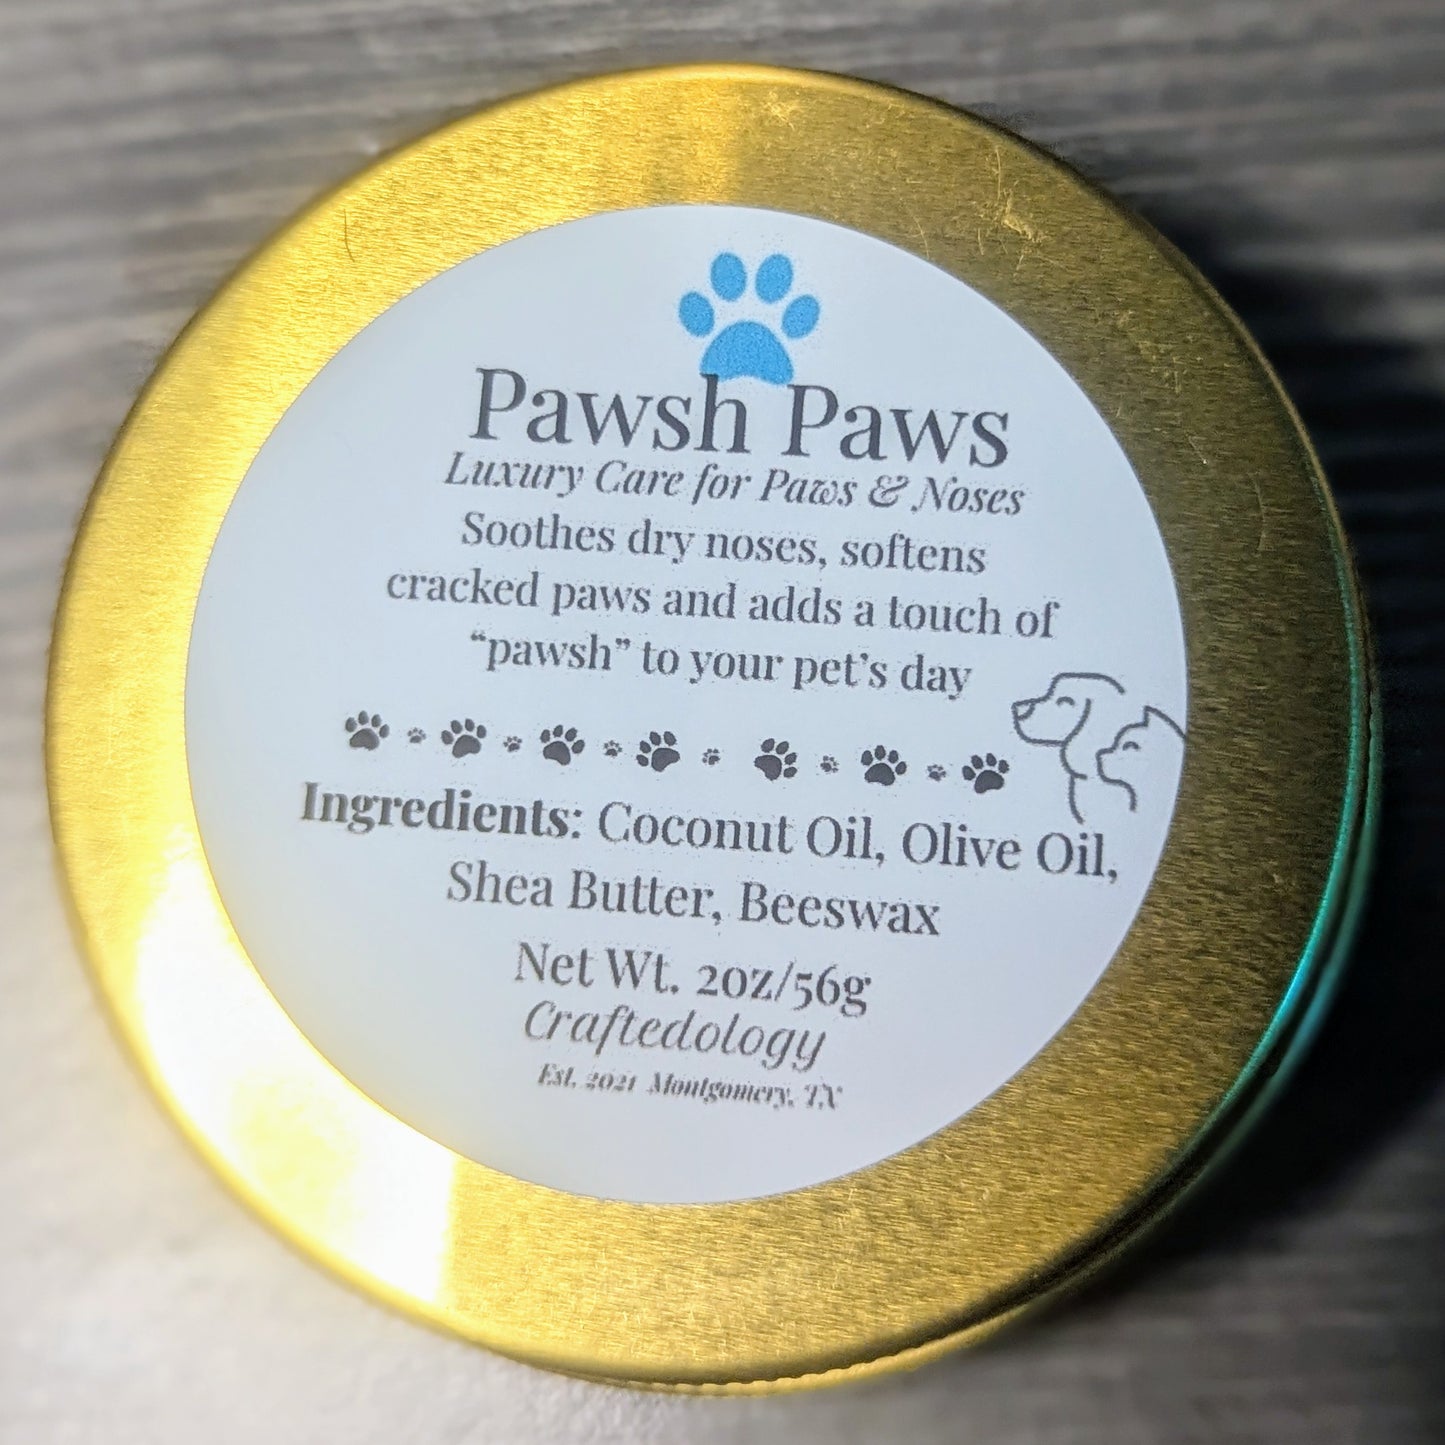 Pawsh Paws
Luxury Care for Paws & Noses
Soothes dry noses, softens
cracked paws and adds a touch of
“pawsh” to your pet’s day
Ingredients: Coconut Oil, Olive Oil,
Shea Butter, Beeswax
Net Wt. 2oz/56g
Craftedology
Est. 2021 Montgomery, TX